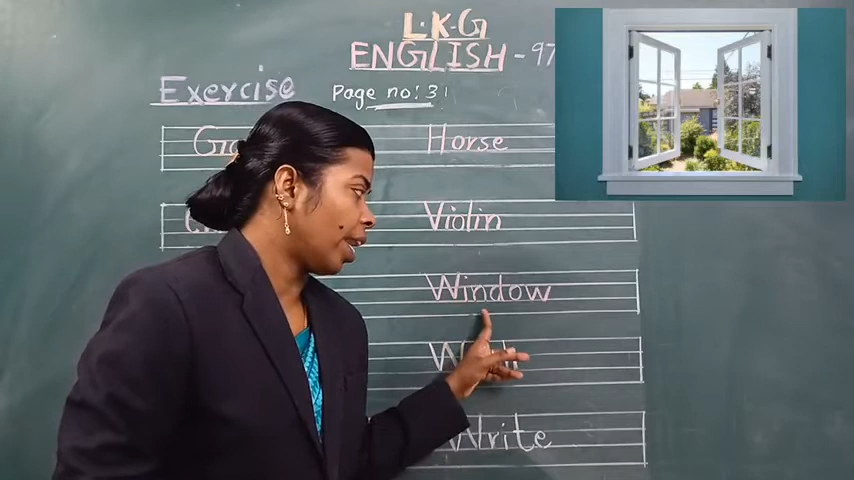 L.K-G
ENGLISH-97
Exercise
Page no: 31
Horse
Violin
Window
Write